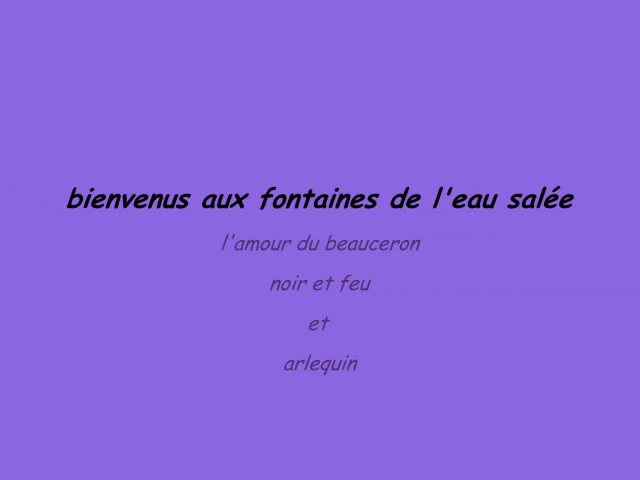 bienvenus aux fontaines de l'eau salée
l'amour du beauceron
noir et feu
et
arlequin